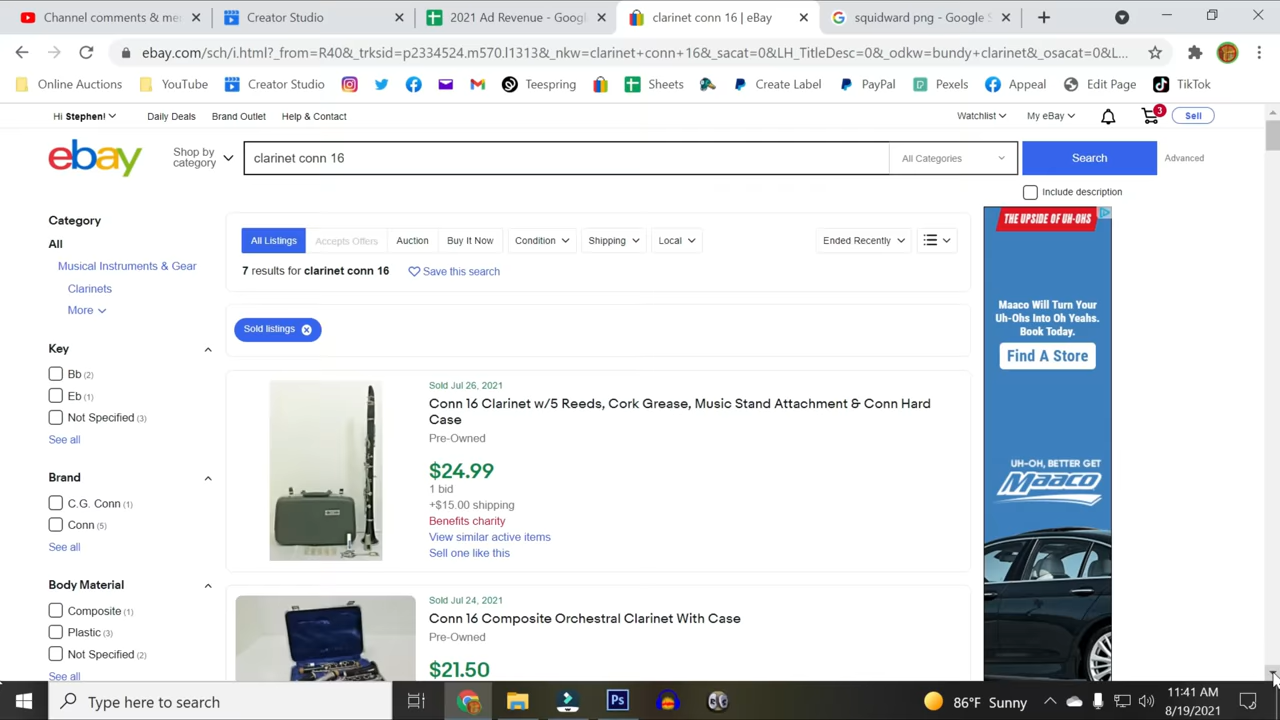 Channel comments & me
Creator Studio
2021 Ad Revenue - Googl
clarinet conn 16 | eBay
squidward png - Google S
ebay.com/sch/i.html?_from=R40&_trksid=p2334524.m570.l1313&_nkw=clarinet+conn+16&_sacat=0&LH_TitleDesc=0&_odkw=bundy+clarinet&_osacat=0&L...
Online Auctions YouTube Creator Studio Teespring Sheets Create Label PayPal Pexels Appeal Edit Page TikTok
Hi Stephen! Daily Deals Brand Outlet Help & Contact Watchlist My eBay 3 Sell
ebay Shop by category clarinet conn 16 All Categories Search Advanced
Include description
Category
All
Musical Instruments & Gear
Clarinets
More
Key
Bb (2)
Eb (1)
Not Specified (3)
See all
Brand
C.G. Conn (1)
Conn (5)
See all
Body Material
Composite (1)
Plastic (3)
Not Specified (2)
See all
All Listings Accepts Offers Auction Buy It Now Condition Shipping Local Ended Recently
7 results for clarinet conn 16 Save this search
Sold listings
Sold Jul 26, 2021
Conn 16 Clarinet w/5 Reeds, Cork Grease, Music Stand Attachment & Conn Hard
Case
Pre-Owned
$24.99
1 bid
+$15.00 shipping
Benefits charity
View similar active items
Sell one like this
Sold Jul 24, 2021
Conn 16 Composite Orchestral Clarinet With Case
Pre-Owned
$21.50
THE UPSIDE OF UH-OHS
Maaco Will Turn Your
Uh-Ohs Into Oh Yeahs.
Book Today.
Find A Store
UH-OH, BETTER GET
Maaco
Type here to search
Ps
86°F Sunny
11:41 AM
8/19/2021